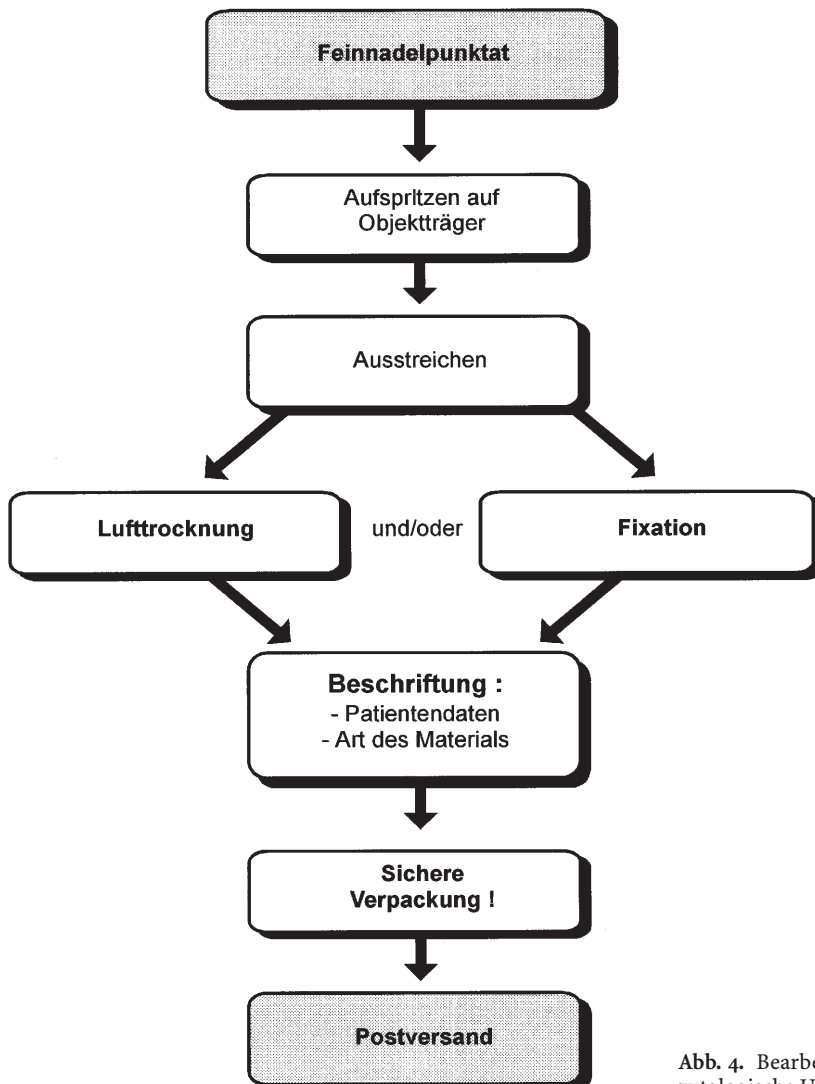 Feinnadelpunktat
Aufspritzen auf
Objektträger
Ausstreichen
Lufttrocknung und/oder Fixation
Beschriftung :
- Patientendaten
- Art des Materials
Sichere
Verpackung !
Postversand
Abb. 4. Bearbe